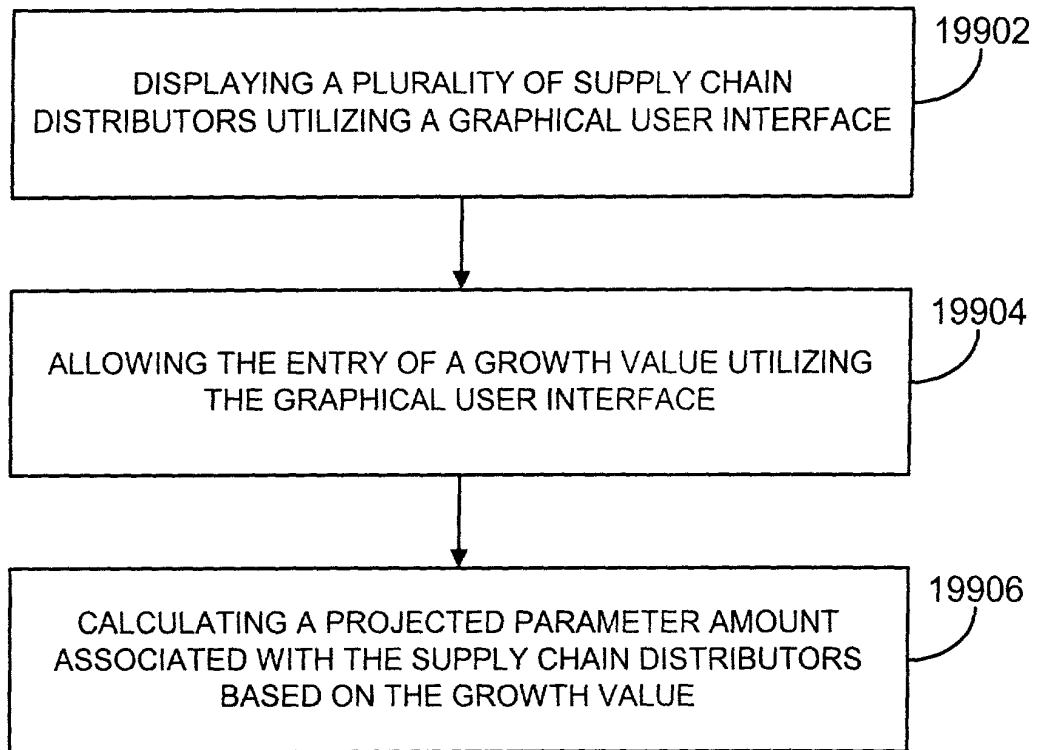 19902
DISPLAYING A PLURALITY OF SUPPLY CHAIN
DISTRIBUTORS UTILIZING A GRAPHICAL USER INTERFACE
19904
ALLOWING THE ENTRY OF A GROWTH VALUE UTILIZING
THE GRAPHICAL USER INTERFACE
19906
CALCULATING A PROJECTED PARAMETER AMOUNT
ASSOCIATED WITH THE SUPPLY CHAIN DISTRIBUTORS
BASED ON THE GROWTH VALUE